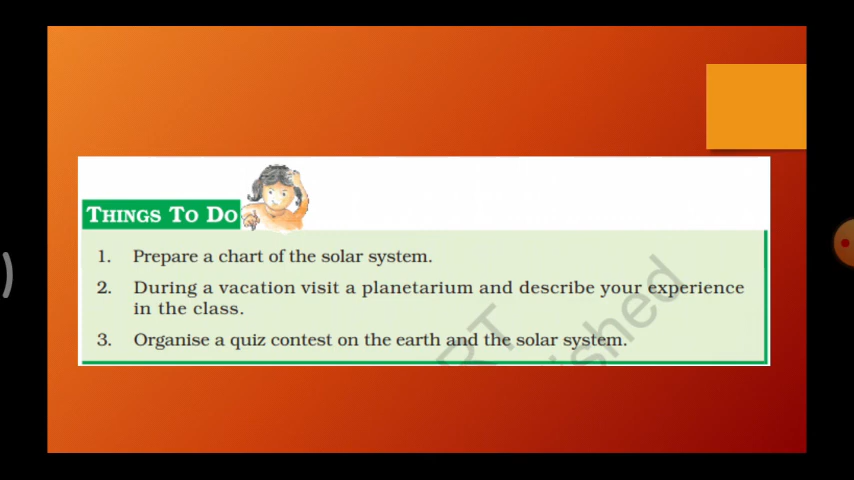 THINGS TO DO
1. Prepare a chart of the solar system.
2. During a vacation visit a planetarium and describe your experience
in the class.
3. Organise a quiz contest on the earth and the solar system.